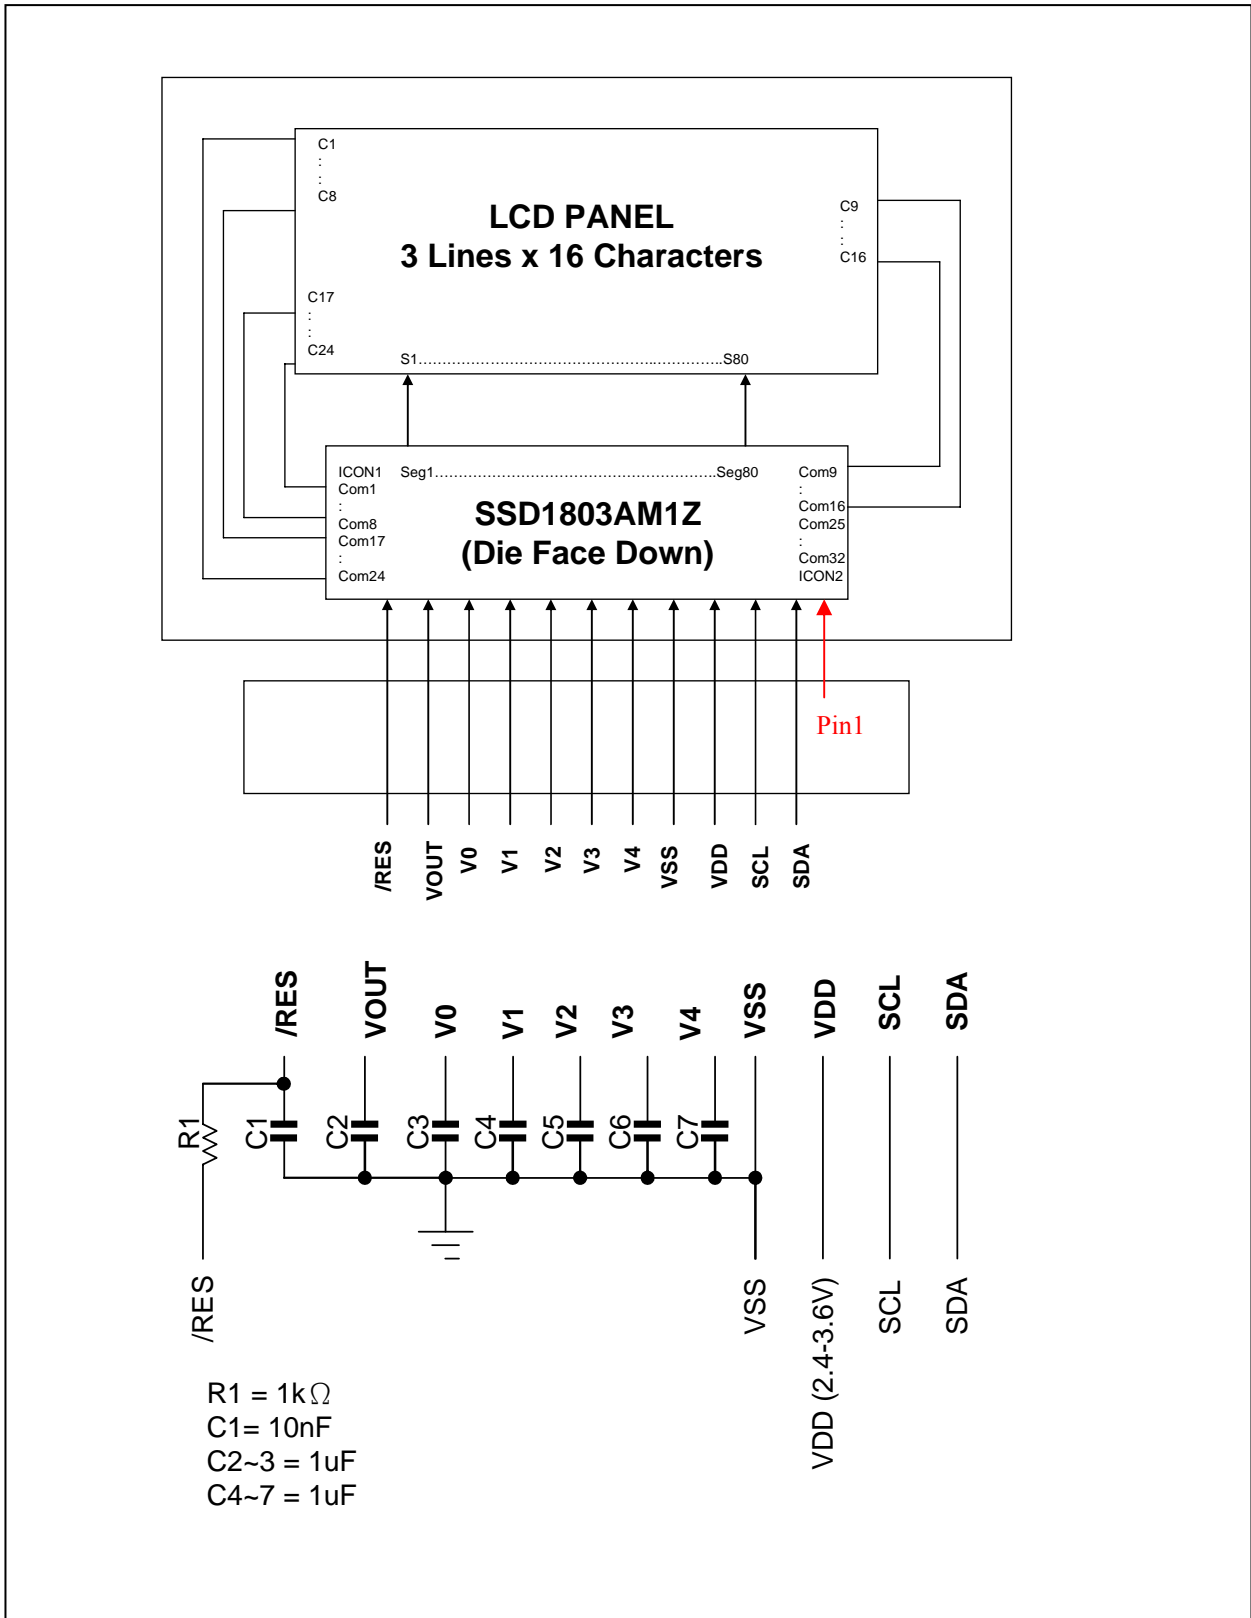 C1
:
:
C8
LCD PANEL
3 Lines x 16 Characters
C9
:
:
C16
C17
:
:
C24
S1..........................................................S80
ICON1
Com1
:
Com8
Com17
:
Com24
Seg1..........................................................Seg80
SSD1803AM1Z
(Die Face Down)
Com9
:
Com16
Com25
:
Com32
ICON2
Pin1
/RES
VOUT
V0
V1
V2
V3
V4
VSS
VDD
SCL
SDA
/RES
VOUT
V0
V1
V2
V3
V4
VSS
VDD
SCL
SDA
R1
C1
C2
C3
C4
C5
C6
C7
/RES
VSS
VDD (2.4-3.6V)
SCL
SDA
R1 = 1kΩ
C1= 10nF
C2~3 = 1uF
C4~7 = 1uF